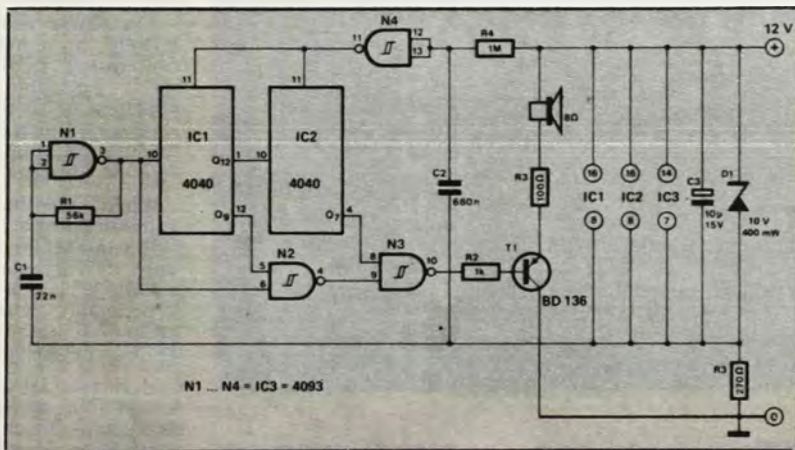 N4
11
12
13
R4
1M
12 V
+
11
11
8Ω
N1
1
2
3
10
IC1
4040
Q12
1
10
IC2
4040
R1
56k
C2
660n
R3
100Ω
16
16
14
IC1
IC2
IC3
8
8
7
C3
10µ
15V
D1
10 V
400 mW
Q9
12
Q7
4
N2
5
6
4
N3
8
9
10
R2
1k
T1
BD 136
C1
22n
N1 ... N4 = IC3 = 4093
R3
270Ω
0